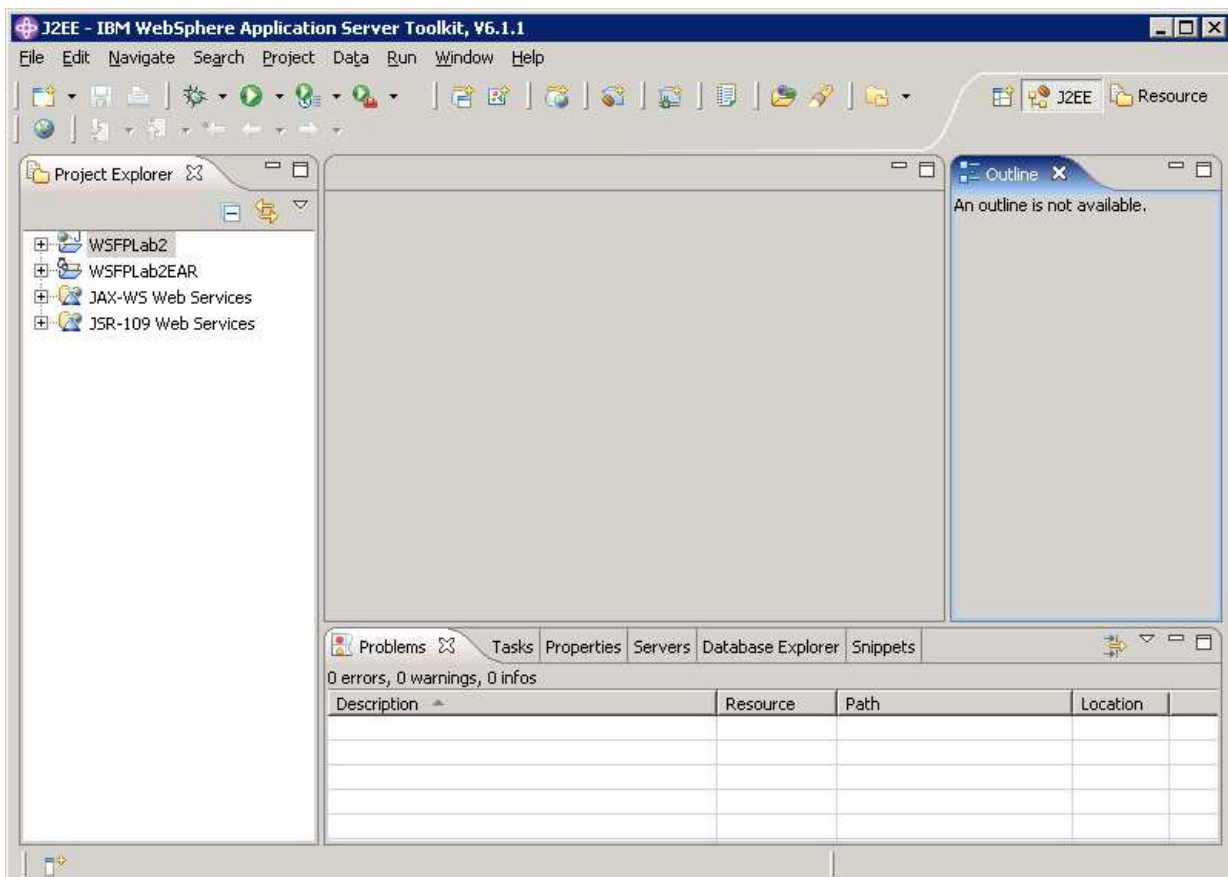 J2EE - IBM WebSphere Application Server Toolkit, V6.1.1
File Edit Navigate Search Project Data Run Window Help
J2EE Resource
Project Explorer
WSFPLab2
WSFPLab2EAR
JAX-WS Web Services
JSR-109 Web Services
Outline
An outline is not available.
Problems Tasks Properties Servers Database Explorer Snippets
0 errors, 0 warnings, 0 infos
Description Resource Path Location